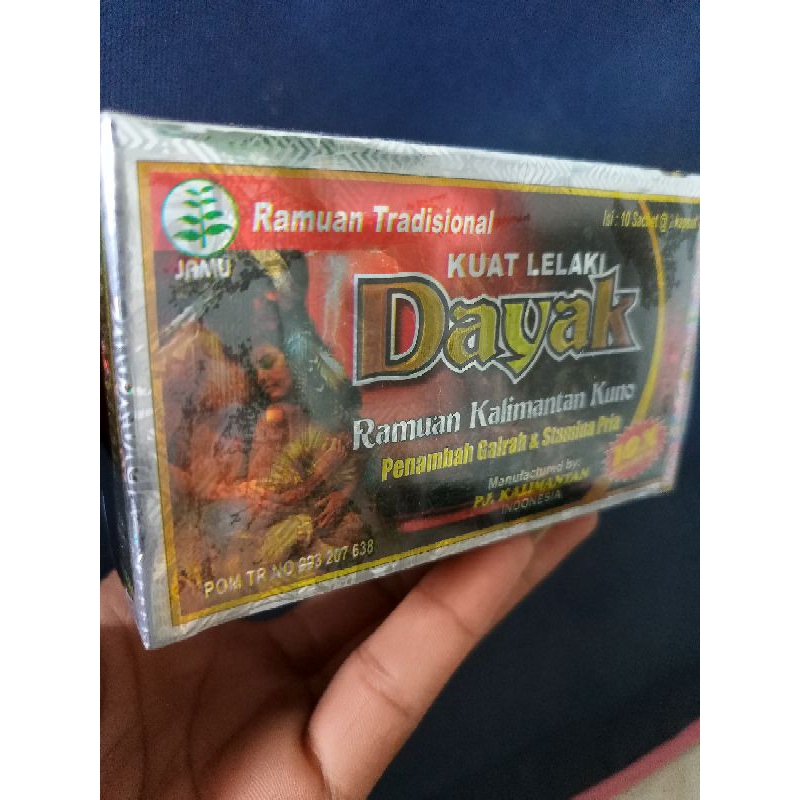 Ramuan Tradisional
Isi : 10 Sachet @ kapsul
JAMU
KUAT LELAKI
Dayak
Ramuan Kalimantan Kuno
Penambah Gairah & Stamina Pria
10 X
Manufactured by:
PJ. KALIMANTAN
INDONESIA
POM TR NO 993 207 638